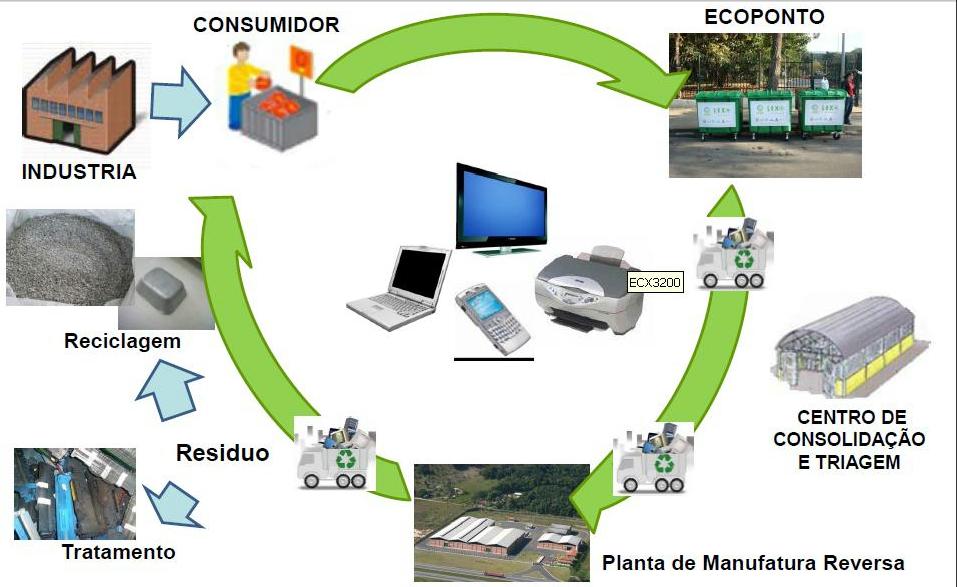 CONSUMIDOR
ECOPONTO
INDUSTRIA
ECX3200
Reciclagem
CENTRO DE
CONSOLIDAÇÃO
E TRIAGEM
Residuo
Tratamento
Planta de Manufatura Reversa